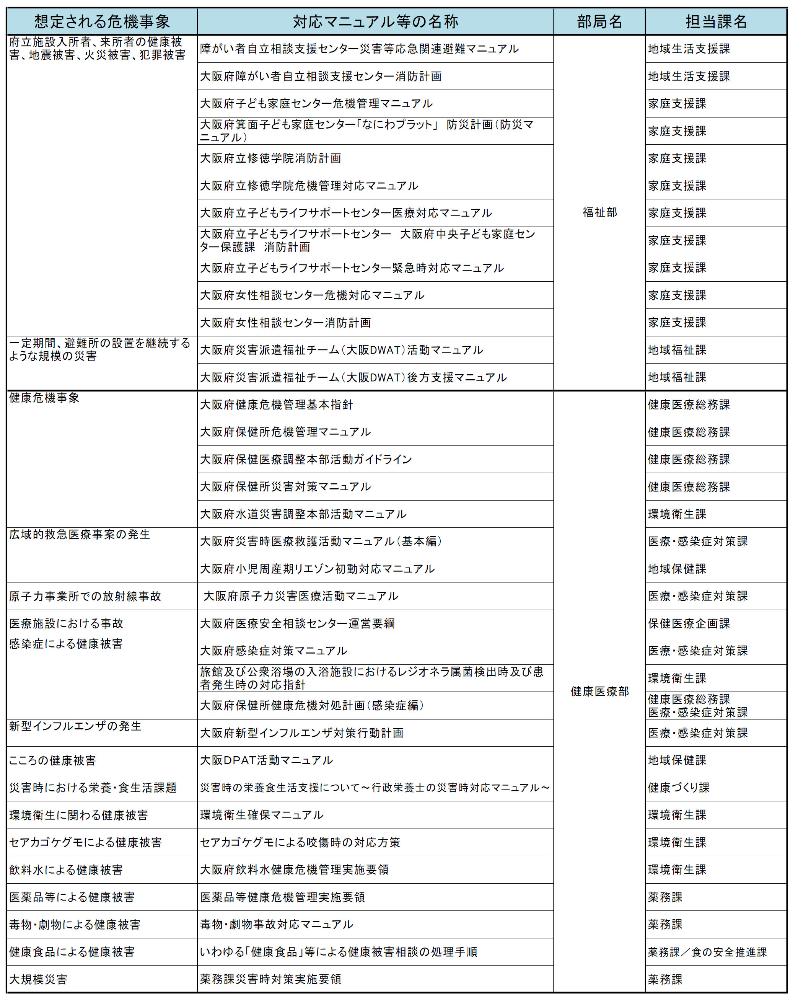 想定される危機事象 対応マニュアル等の名称 部局名 担当課名
府立施設入所者、来所者の健康被
害、地震被害、火災被害、犯罪被害
障がい者自立相談支援センター災害等応急関連避難マニュアル 地域生活支援課
大阪府障がい者自立相談支援センター消防計画 地域生活支援課
大阪府子ども家庭センター危機管理マニュアル 家庭支援課
大阪府箕面子ども家庭センター「なにわプラット」　防災計画（防災マ
ニュアル）
家庭支援課
大阪府立修徳学院消防計画 家庭支援課
大阪府立修徳学院危機管理対応マニュアル 家庭支援課
大阪府立子どもライフサポートセンター医療対応マニュアル 家庭支援課
福祉部
大阪府立子どもライフサポートセンター　大阪府中央子ども家庭セン
ター保護課　消防計画
家庭支援課
大阪府立子どもライフサポートセンター緊急時対応マニュアル 家庭支援課
大阪府女性相談センター危機対応マニュアル 家庭支援課
大阪府女性相談センター消防計画 家庭支援課
一定期間、避難所の設置を継続する
ような規模の災害
大阪府災害派遣福祉チーム（大阪DWAT）活動マニュアル 地域福祉課
大阪府災害派遣福祉チーム（大阪DWAT）後方支援マニュアル 地域福祉課
健康危機事象
大阪府健康危機管理基本指針 健康医療総務課
大阪府保健所危機管理マニュアル 健康医療総務課
大阪府保健医療調整本部活動ガイドライン 健康医療総務課
大阪府保健所災害対策マニュアル 健康医療総務課
大阪府水道災害調整本部活動マニュアル 環境衛生課
広域的救急医療事案の発生
大阪府災害時医療救護活動マニュアル（基本編） 医療・感染症対策課
大阪府小児周産期リエゾン初動対応マニュアル 地域保健課
原子力事業所での放射線事故 大阪府原子力災害医療活動マニュアル 医療・感染症対策課
医療施設における事故 大阪府医療安全相談センター運営要綱 保健医療企画課
感染症による健康被害
大阪府感染症対策マニュアル 医療・感染症対策課
旅館及び公衆浴場の入浴施設におけるレジオネラ属菌検出時及び患
者発生時の対応指針
環境衛生課
健康医療部
大阪府保健所健康危機対処計画（感染症編）
健康医療総務課
医療・感染症対策課
新型インフルエンザの発生
大阪府新型インフルエンザ対策行動計画 医療・感染症対策課
こころの健康被害 大阪DPAT活動マニュアル 地域保健課
災害時における栄養・食生活課題 災害時の栄養食生活支援について～行政栄養士の災害時対応マニュアル～ 健康づくり課
環境衛生に関わる健康被害 環境衛生確保マニュアル 環境衛生課
セアカゴケグモによる健康被害 セアカゴケグモによる咬傷時の対応方策 環境衛生課
飲料水による健康被害 大阪府飲料水健康危機管理実施要領 環境衛生課
医薬品等による健康被害 医薬品等健康危機管理実施要領 薬務課
毒物・劇物による健康被害 毒物・劇物事故対応マニュアル 薬務課
健康食品による健康被害 いわゆる「健康食品」等による健康被害相談の処理手順 薬務課／食の安全推進課
大規模災害 薬務課災害時対策実施要領 薬務課